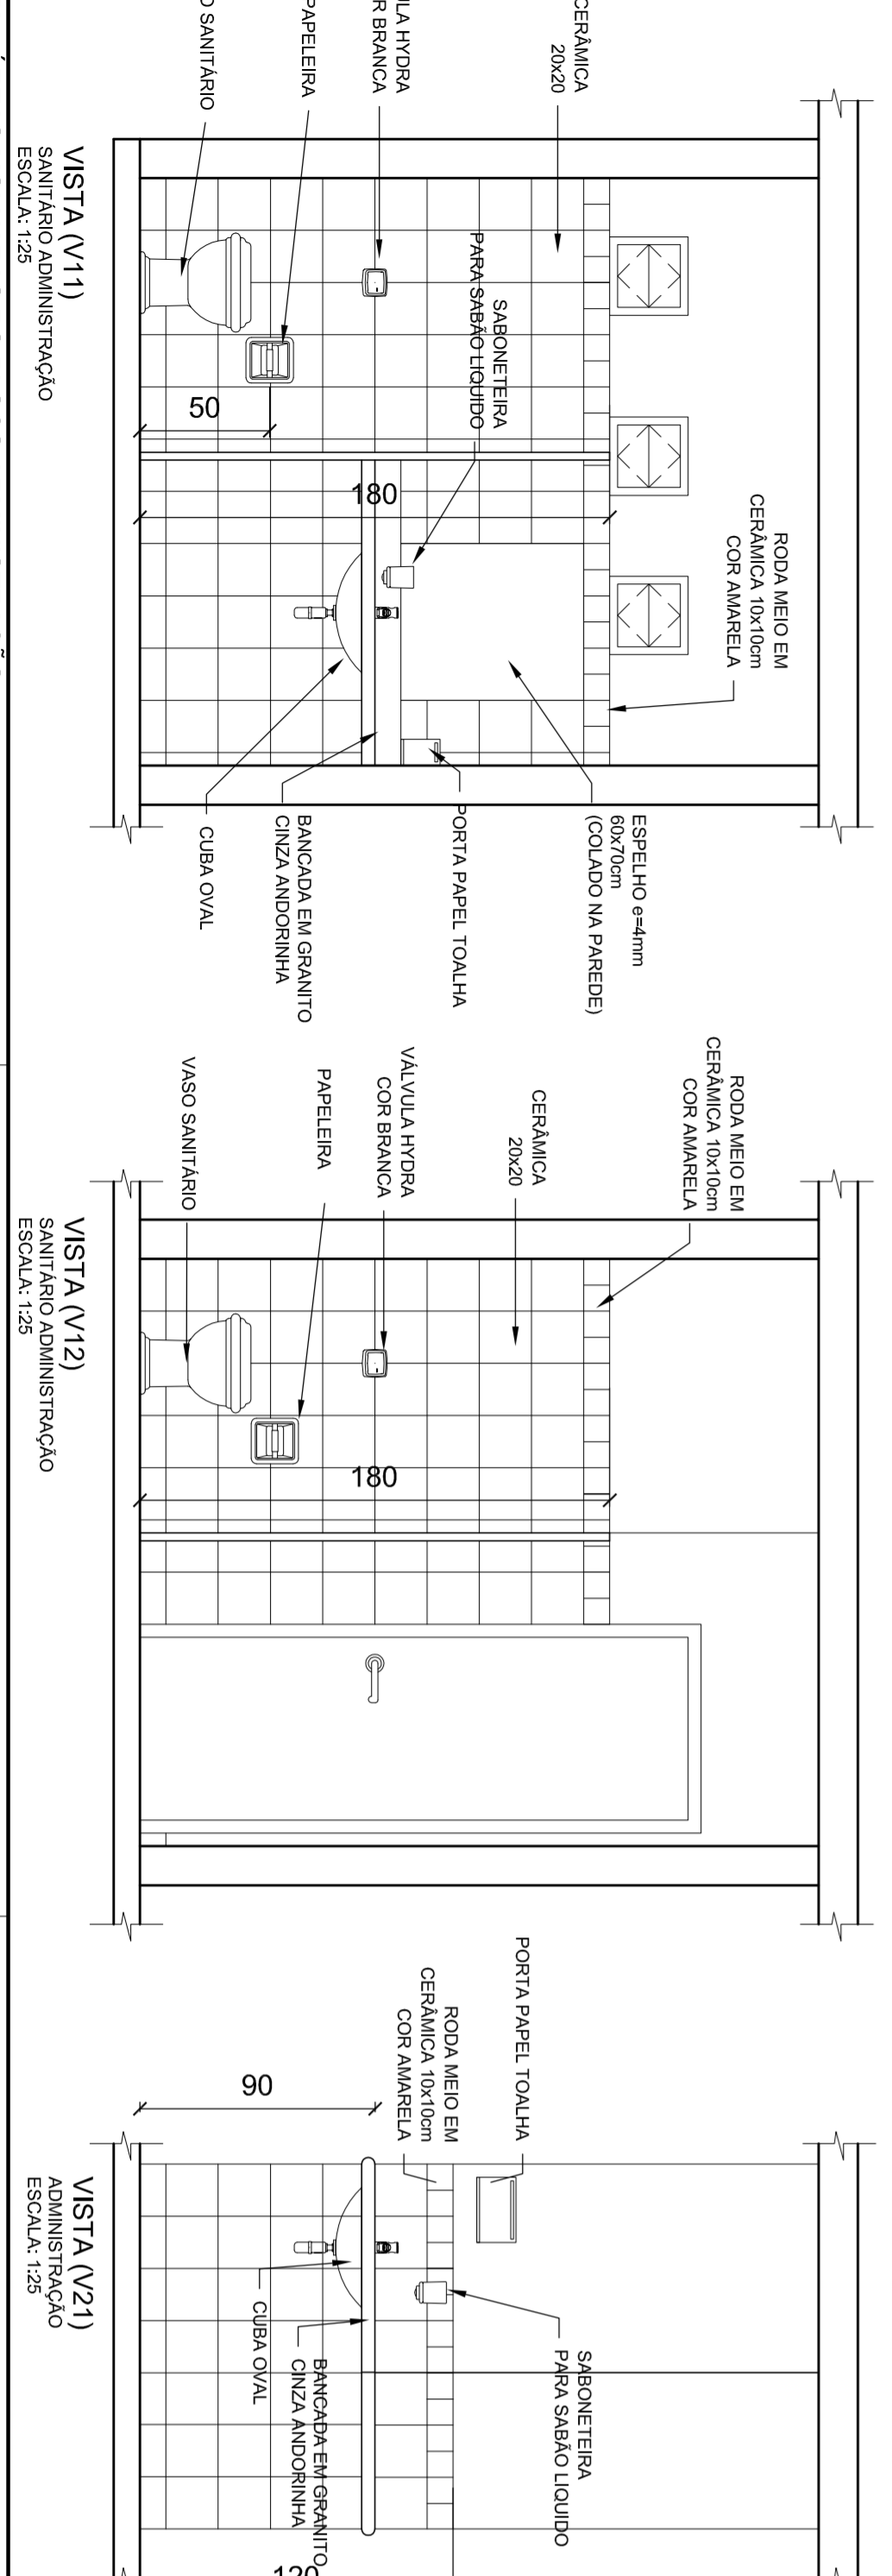 CERÂMICA
20x20
HYDRA
BRANCA
PAPELEIRA
SANITÁRIO
SABONETEIRA
PARA SABÃO LIQUIDO
50
180
RODA MEIO EM
CERÂMICA 10x10cm
COR AMARELA
ESPELHO e=4mm
60x70cm
(COLADO NA PAREDE)
PORTA PAPEL TOALHA
BANCADA EM GRANITO
CINZA ANDORINHA
CUBA OVAL
VISTA (V11)
SANITÁRIO ADMINISTRAÇÃO
ESCALA: 1:25
RODA MEIO EM
CERÂMICA 10x10cm
COR AMARELA
CERÂMICA
20x20
VÁLVULA HYDRA
COR BRANCA
PAPELEIRA
VASO SANITÁRIO
180
VISTA (V12)
SANITÁRIO ADMINISTRAÇÃO
ESCALA: 1:25
PORTA PAPEL TOALHA
RODA MEIO EM
CERÂMICA 10x10cm
COR AMARELA
90
SABONETEIRA
PARA SABÃO LIQUIDO
BANCADA EM GRANITO
CINZA ANDORINHA
CUBA OVAL
120
VISTA (V21)
ADMINISTRAÇÃO
ESCALA: 1:25